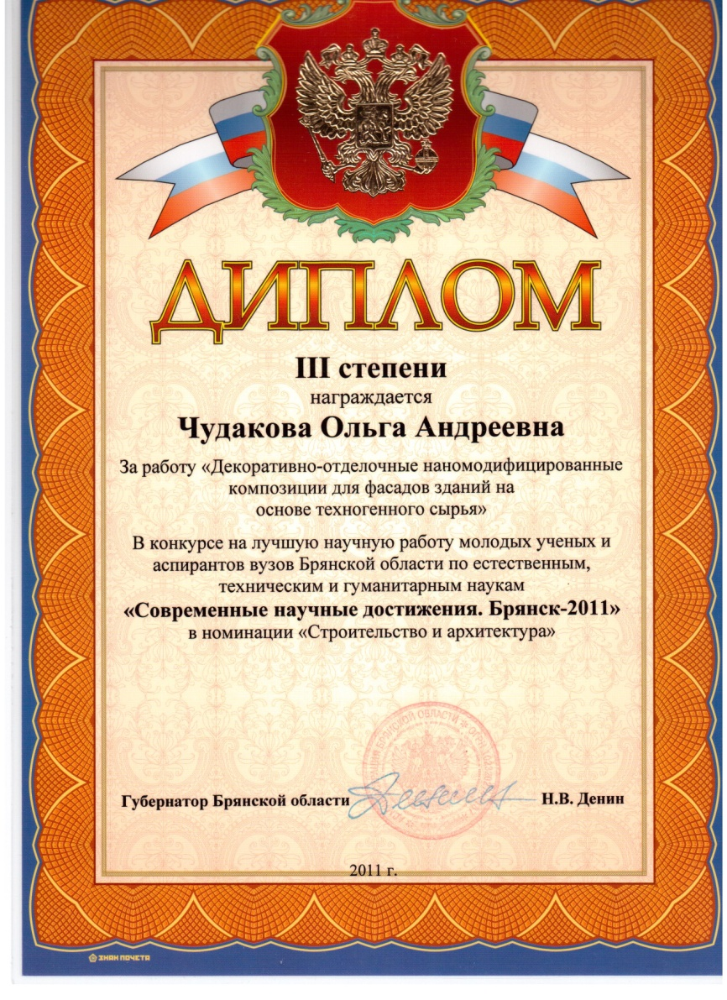 ДИПЛОМ
III степени
награждается
Чудакова Ольга Андреевна
За работу «Декоративно-отделочные наномодифицированные
композиции для фасадов зданий на
основе техногенного сырья»
В конкурсе на лучшую научную работу молодых ученых и
аспирантов вузов Брянской области по естественным,
техническим и гуманитарным наукам
«Современные научные достижения. Брянск-2011»
в номинации «Строительство и архитектура»
БРЯНСКОЙ ОБЛАСТИ
Губернатор Брянской области
Н.В. Денин
2011 г.
ЗНАК ПОЧЕТА